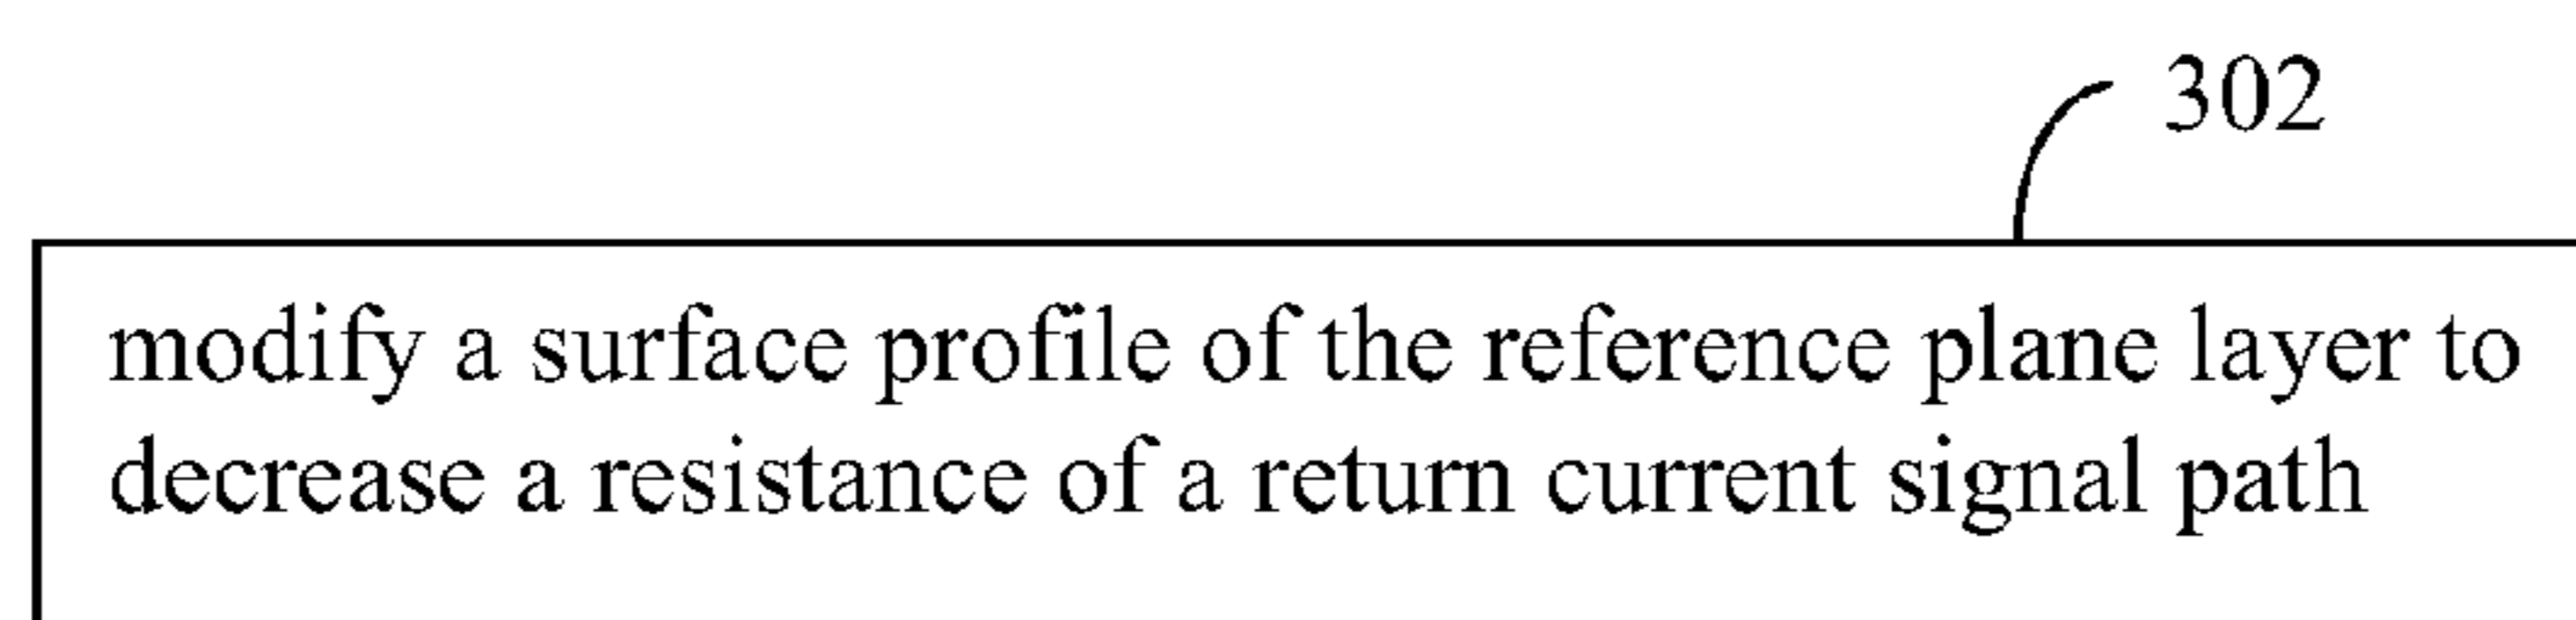 302
modify a surface profile of the reference plane layer to
decrease a resistance of a return current signal path